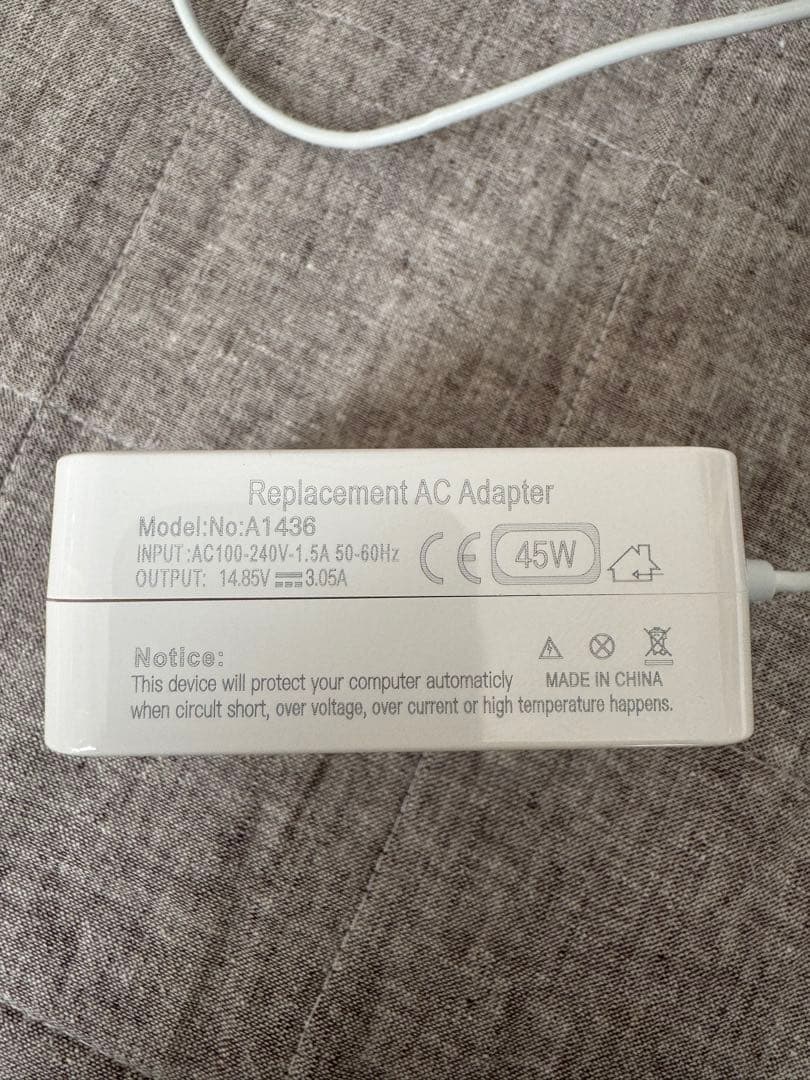 Replacement AC Adapter
Model:No:A1436
INPUT:AC100-240V-1.5A 50-60Hz
OUTPUT: 14.85V 3.05A
CE
45W
Notice:
This device will protect your computer automaticly
MADE IN CHINA
when circult short, over voltage, over current or high temperature happens.